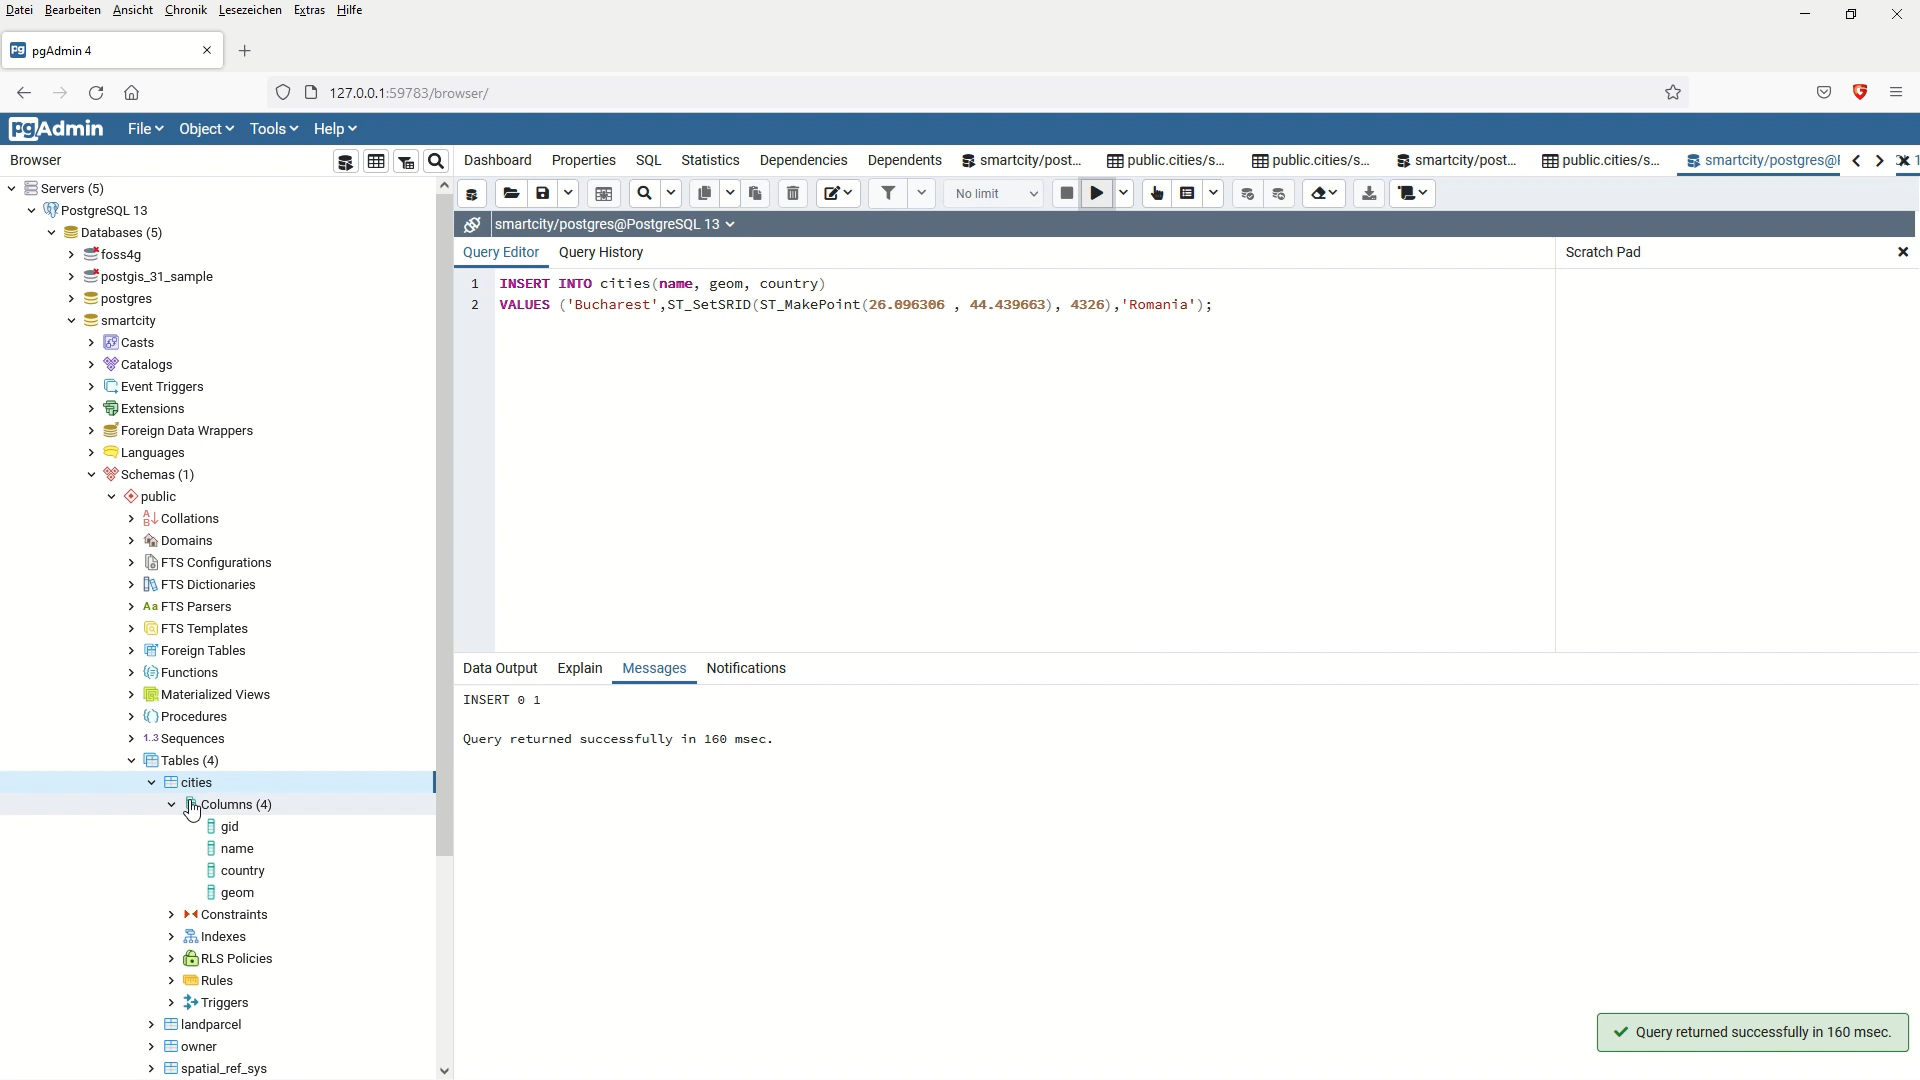 Datei Bearbeiten Ansicht Chronik Lesezeichen Extras Hilfe
pgAdmin 4
127.0.0.1:59783/browser/
pgAdmin File Object Tools Help
Browser
Dashboard Properties SQL Statistics Dependencies Dependents smartcity/post... public.cities/s... public.cities/s... smartcity/post... public.cities/s... smartcity/postgres@
No limit
smartcity/postgres@PostgreSQL 13
Query Editor Query History
Scratch Pad
1 INSERT INTO cities(name, geom, country)
2 VALUES ('Bucharest',ST_SetSRID(ST_MakePoint(26.096306 , 44.439663), 4326),'Romania');
Data Output Explain Messages Notifications
INSERT 0 1
Query returned successfully in 160 msec.
Servers (5)
PostgreSQL 13
Databases (5)
foss4g
postgis_31_sample
postgres
smartcity
Casts
Catalogs
Event Triggers
Extensions
Foreign Data Wrappers
Languages
Schemas (1)
public
Collations
Domains
FTS Configurations
FTS Dictionaries
Aa FTS Parsers
FTS Templates
Foreign Tables
Functions
Materialized Views
Procedures
1..3 Sequences
Tables (4)
cities
Columns (4)
gid
name
country
geom
Constraints
Indexes
RLS Policies
Rules
Triggers
landparcel
owner
spatial_ref_sys
Query returned successfully in 160 msec.